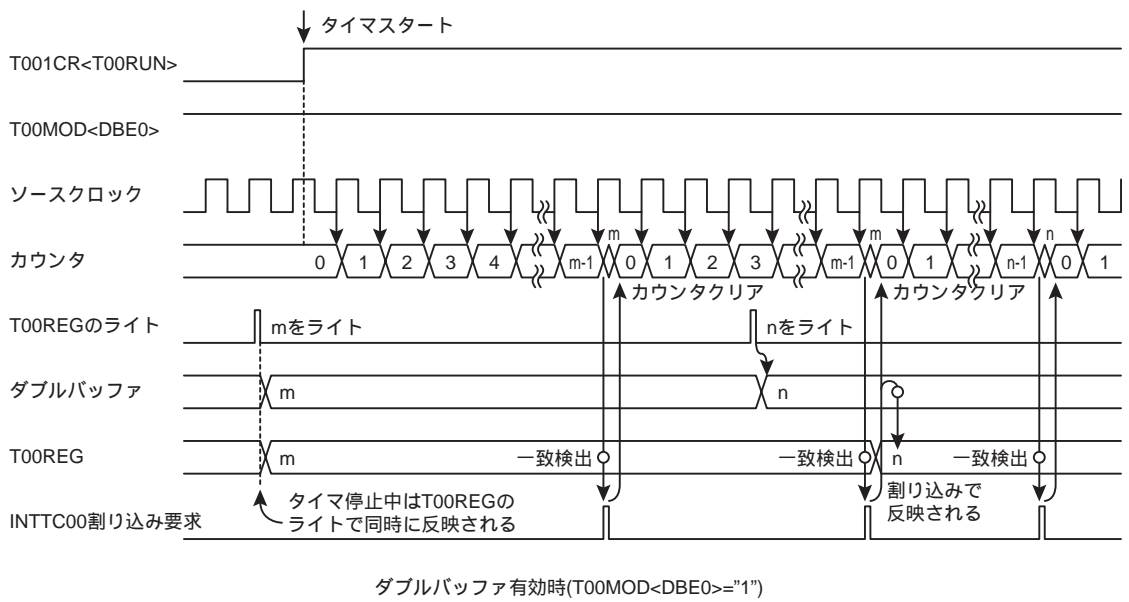 タイマスタート
T001CR<T00RUN>
T00MOD<DBE0>
ソースクロック
カウンタ
0 1 2 3 4 m-1 m 0 1 2 3 m-1 m 0 1 n-1 n 0 1
カウンタクリア カウンタクリア
T00REGのライト mをライト nをライト
ダブルバッファ m n
T00REG m 一致検出 一致検出 n 一致検出
INTTC00割り込み要求
タイマ停止中はT00REGの
ライトで同時に反映される
割り込みで
反映される
ダブルバッファ有効時(T00MOD<DBE0>=”1”)